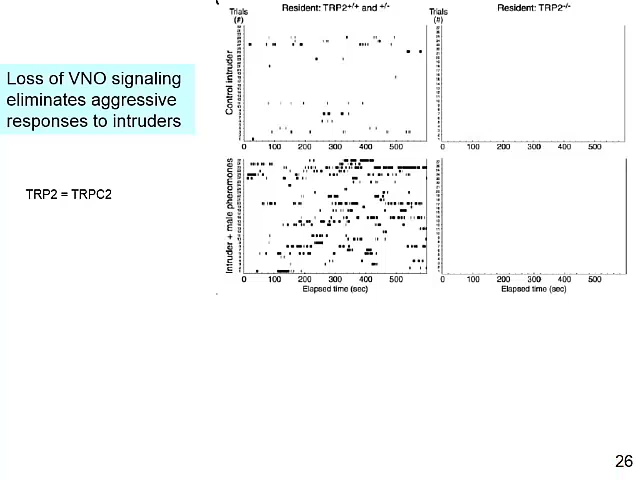 Trials
(#)
Resident: TRP2+/+ and +/-
Trials
(#)
Resident: TRP2-/-
Control intruder
0 100 200 300 400 500
0 100 200 300 400 500
Loss of VNO signaling
eliminates aggressive
responses to intruders
TRP2 = TRPC2
Intruder + male pheromones
0 100 200 300 400 500
Elapsed time (sec)
0 100 200 300 400 500
Elapsed time (sec)
26